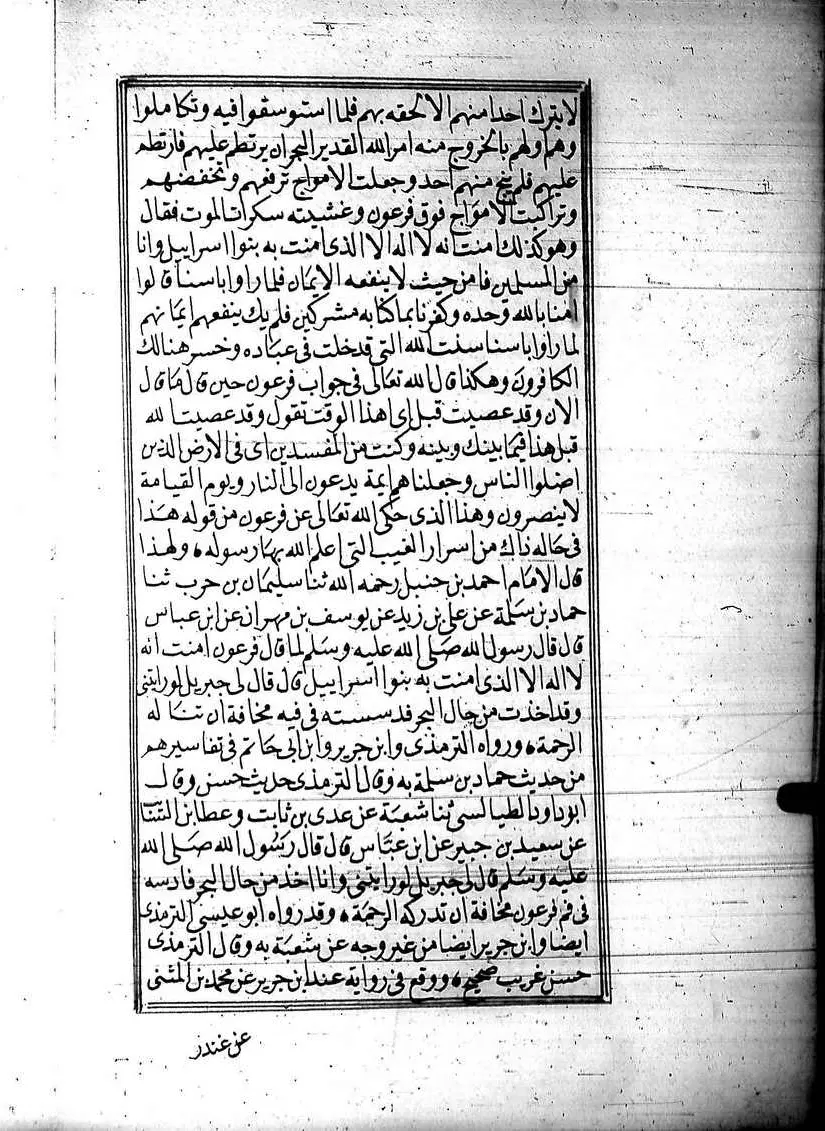 لا يترك احدا منهم الا لحقه بهم فلما استوسقوا فيه وتكاملوا
وهم اولهم بالخروج منه امر الله القدير البحر ان يرتطم عليهم فارتطم
عليهم فلم ينج منهم احد وجعلت الامواج ترفعهم وتخفضهم
وتراكبت الامواج فوق فرعون وغشيته سكرات الموت فقال
وهو كذلك امنت انه لا اله الا الذى امنت به بنوا اسراييل وانا
من المسلمين فامن حيث لا ينفعه الايمان فلما راوا باسنا قالوا
امنا بالله وحده وكفرنا بما كنا به مشركين فلم يك ينفعهم ايمانهم
لما راوا باسنا سنت الله التى قد خلت فى عباده وخسر هنالك
الكافرون وهكذا قال الله تعالى فى جواب فرعون حين قال ما قال
الان وقد عصيت قبل اى هذا الوقت تقول وقد عصيت الله
قبل هذا فيما بينك وبينه وكنت من المفسدين اى فى الارض الذين
اضلوا الناس وجعلناهم ايمة يدعون الى النار ويوم القيامة
لا ينصرون وهذا الذى حكى الله تعالى عن فرعون من قوله هذا
فى حاله ذاك من اسرار الغيب التى اعلم الله بها رسوله، ولهذا
قال الامام احمد بن حنبل رحمه الله ثنا سليمان بن حرب ثنا
حماد بن سلمة عن على بن زيد عن يوسف بن مهران عن ابن عباس
قال قال رسول الله صلى الله عليه وسلم لما قال فرعون امنت انه
لا اله الا الذى امنت به بنوا اسراييل قال قال لى جبريل لو رايتنى
وقد اخذت من حال البحر فدسسته فى فيه مخافة ان تناله
الرحمة، ورواه الترمذى وابن جرير وابن ابى حاتم فى تفاسيرهم
من حديث حماد بن سلمة به وقال الترمذى حديث حسن وقال
ابو داود الطيالسى ثنا شعبة عن عدى بن ثابت وعطا بن السائب
عن سعيد بن جبير عن ابن عباس قال قال رسول الله صلى الله
عليه وسلم قال لى جبريل لو رايتنى وانا اخذ من حال البحر فادسه
فى فم فرعون مخافة ان تدركه الرحمة، وقد رواه ابو عيسى الترمذى
ايضا وابن جرير ايضا من غير وجه عن شعبة به وقال الترمذى
حسن غريب صحيح، ووقع فى رواية عند ابن جرير عن محمد بن المثنى
عن غندر